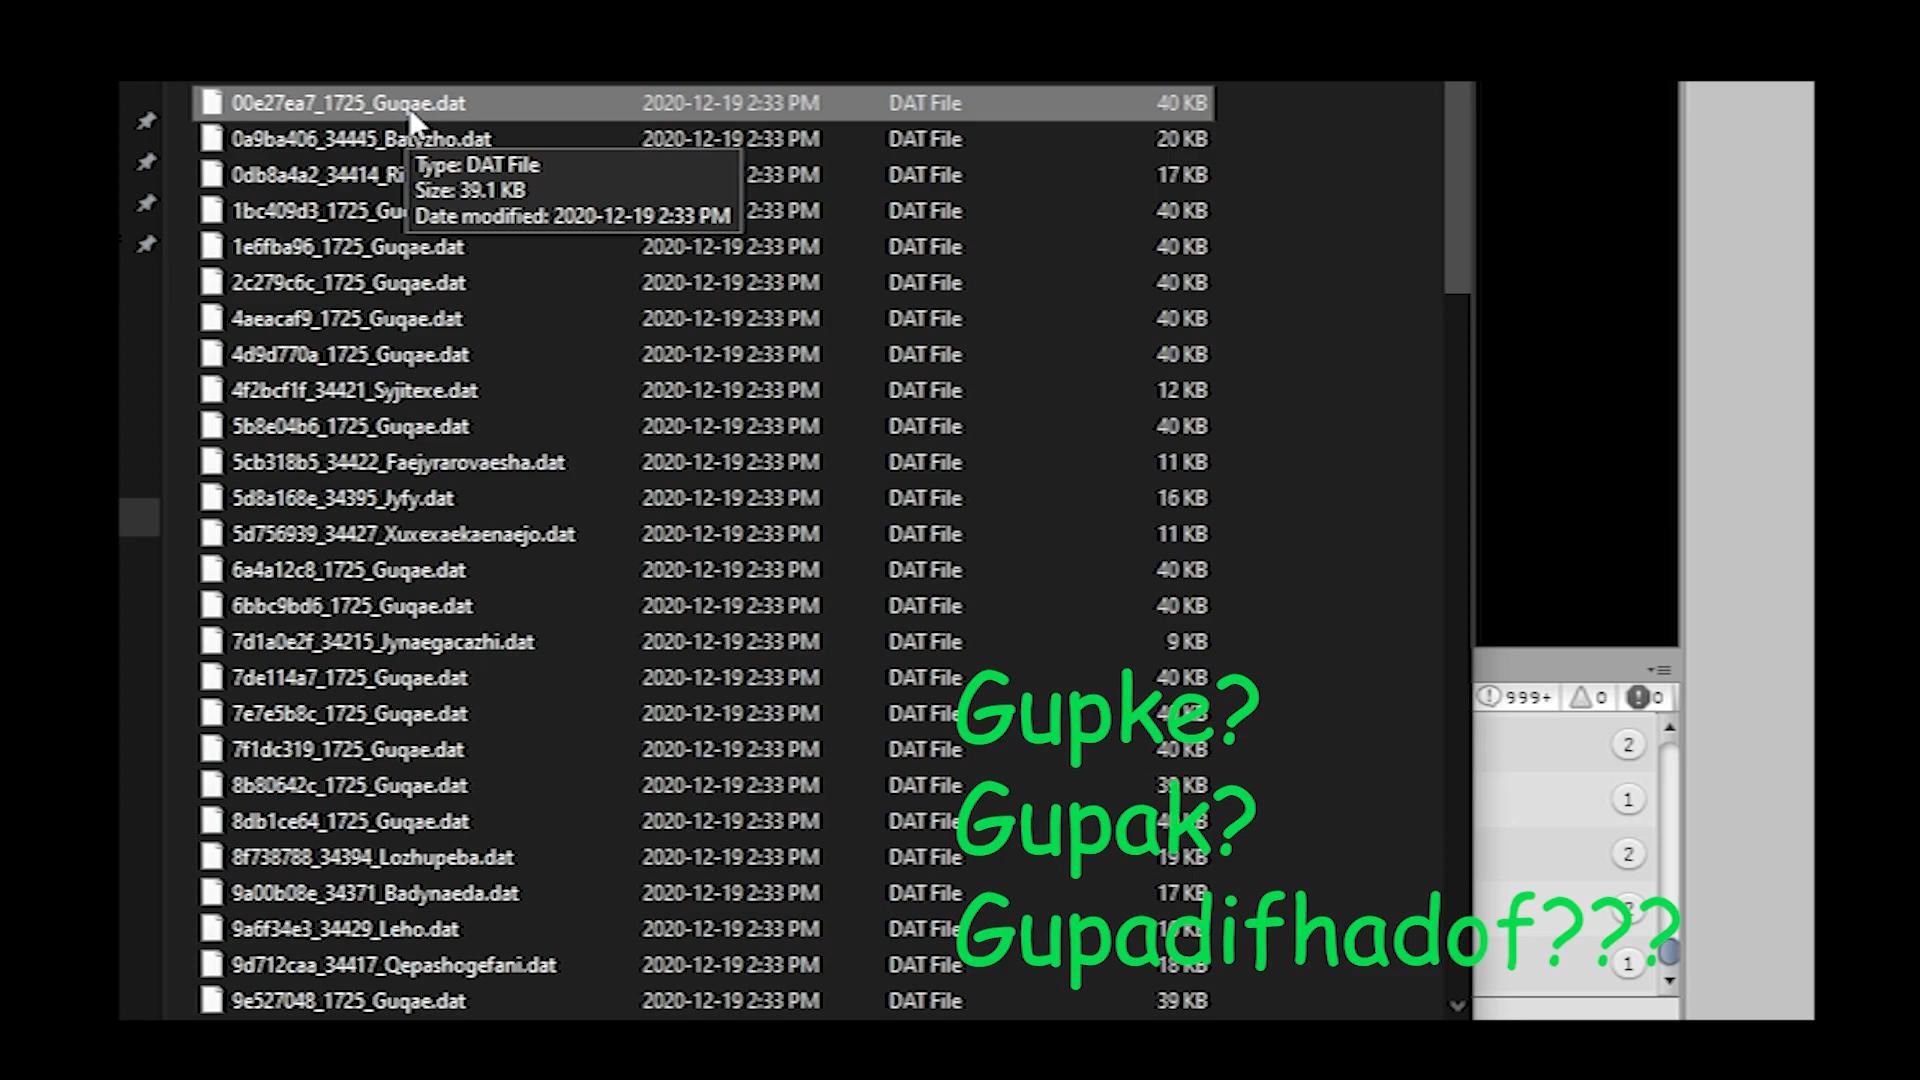 00e27ea7_1725_Guqae.dat 2020-12-19 2:33 PM DAT File 40 KB
0a9ba406_34445_Batyzho.dat 2020-12-19 2:33 PM DAT File 20 KB
Type: DAT File
0db8a4a2_34414_Ri 2:33 PM DAT File 17 KB
Size: 39.1 KB
1bc409d3_1725_Gu 2:33 PM DAT File 40 KB
Date modified: 2020-12-19 2:33 PM
1e6fba96_1725_Guqae.dat 2020-12-19 2:33 PM DAT File 40 KB
2c279c6c_1725_Guqae.dat 2020-12-19 2:33 PM DAT File 40 KB
4aeacaf9_1725_Guqae.dat 2020-12-19 2:33 PM DAT File 40 KB
4d9d770a_1725_Guqae.dat 2020-12-19 2:33 PM DAT File 40 KB
4f2bcf1f_34421_Syjitexe.dat 2020-12-19 2:33 PM DAT File 12 KB
5b8e04b6_1725_Guqae.dat 2020-12-19 2:33 PM DAT File 40 KB
5cb318b5_34422_Faejyrarovaesha.dat 2020-12-19 2:33 PM DAT File 11 KB
5d8a168e_34395_Jyfy.dat 2020-12-19 2:33 PM DAT File 16 KB
5d756939_34427_Xuxexaekaenaejo.dat 2020-12-19 2:33 PM DAT File 11 KB
6a4a12c8_1725_Guqae.dat 2020-12-19 2:33 PM DAT File 40 KB
6bbc9bd6_1725_Guqae.dat 2020-12-19 2:33 PM DAT File 40 KB
7d1a0e2f_34215_Jynaegacazhi.dat 2020-12-19 2:33 PM DAT File 9 KB
7de114a7_1725_Guqae.dat 2020-12-19 2:33 PM DAT File 40 KB
7e7e5b8c_1725_Guqae.dat 2020-12-19 2:33 PM DAT File KB
7f1dc319_1725_Guqae.dat 2020-12-19 2:33 PM DAT File 40 KB
8b80642c_1725_Guqae.dat 2020-12-19 2:33 PM DAT File KB
8db1ce64_1725_Guqae.dat 2020-12-19 2:33 PM DAT File KB
8f738788_34394_Lozhupeba.dat 2020-12-19 2:33 PM DAT File 19 KB
9a00b08e_34371_Badynaeda.dat 2020-12-19 2:33 PM DAT File 17 KB
9a6f34e3_34429_Leho.dat 2020-12-19 2:33 PM DAT File KB
9d712caa_34417_Qepashogefani.dat 2020-12-19 2:33 PM DAT File 18 KB
9e527048_1725_Guqae.dat 2020-12-19 2:33 PM DAT File 39 KB
Gupke?
Gupak?
Gupadifhadof???
999+ 0 0
2
1
2
2
1